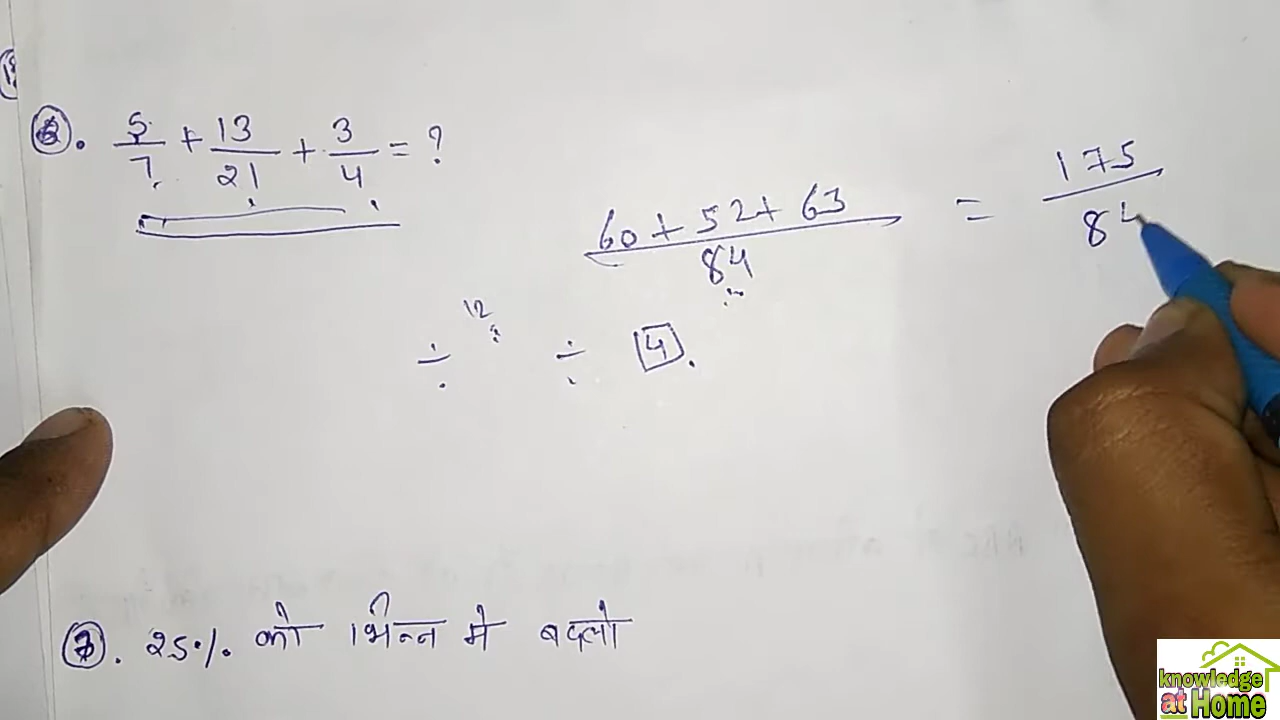 6. 5/7 + 13/21 + 3/4 = ?
60 + 52 + 63 / 84 = 175 / 84
÷ 12 ÷ 4.
7. 25% को भिन्न मे बदलो
knowledge
at Home